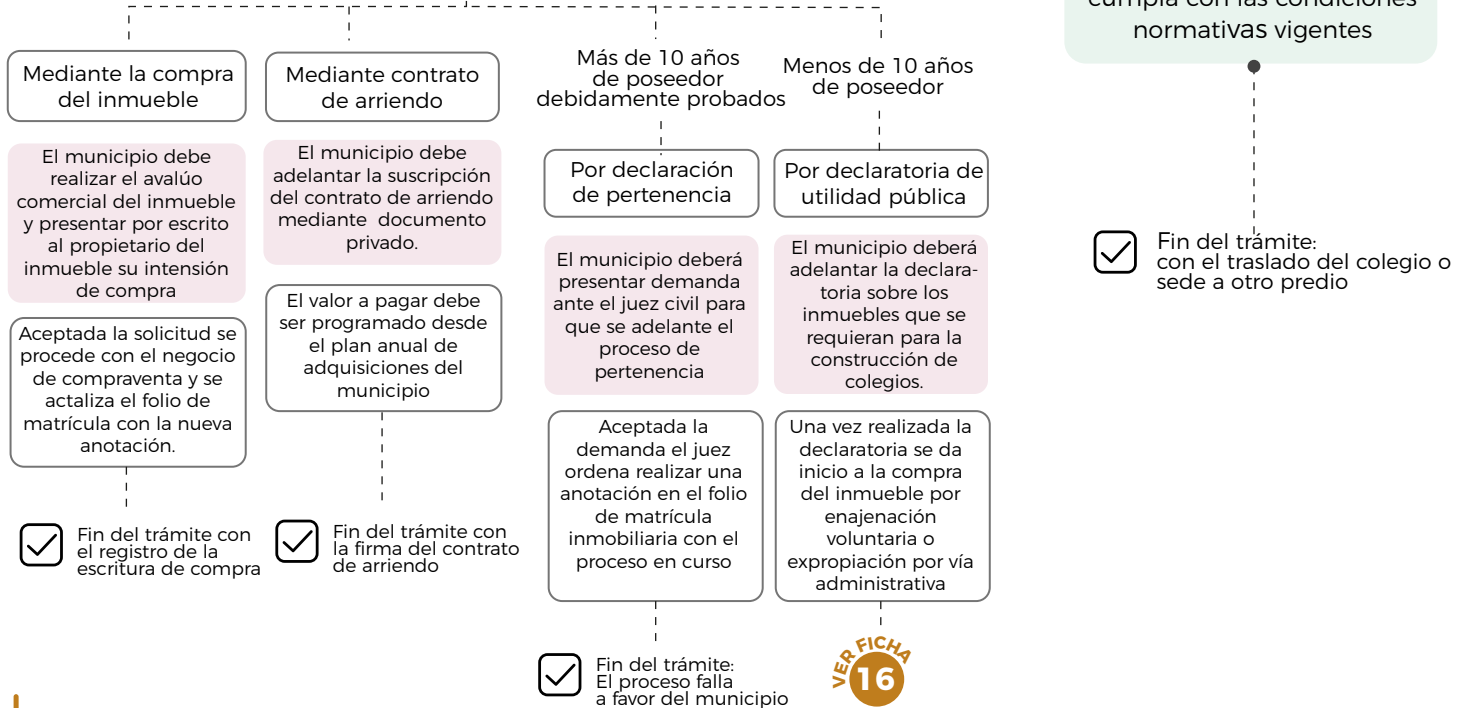 cumpla con las condiciones
normativas vigentes
Mediante la compra
del inmueble
El municipio debe
realizar el avalúo
comercial del inmueble
y presentar por escrito
al propietario del
inmueble su intensión
de compra
Aceptada la solicitud se
procede con el negocio
de compraventa y se
actaliza el folio de
matrícula con la nueva
anotación.
Fin del trámite con
el registro de la
escritura de compra
Mediante contrato
de arriendo
El municipio debe
adelantar la suscripción
del contrato de arriendo
mediante documento
privado.
El valor a pagar debe
ser programado desde
el plan anual de
adquisiciones del
municipio
Fin del trámite con
la firma del contrato
de arriendo
Más de 10 años
de poseedor
debidamente probados
Por declaración
de pertenencia
El municipio deberá
presentar demanda
ante el juez civil para
que se adelante el
proceso de
pertenencia
Aceptada la
demanda el juez
ordena realizar una
anotación en el folio
de matrícula
inmobiliaria con el
proceso en curso
Fin del trámite:
El proceso falla
a favor del municipio
Menos de 10 años
de poseedor
Por declaratoria de
utilidad pública
El municipio deberá
adelantar la declara-
toria sobre los
inmuebles que se
requieran para la
construcción de
colegios.
Una vez realizada la
declaratoria se da
inicio a la compra
del inmueble por
enajenación
voluntaria o
expropiación por vía
administrativa
VER FICHA
16
Fin del trámite:
con el traslado del colegio o
sede a otro predio